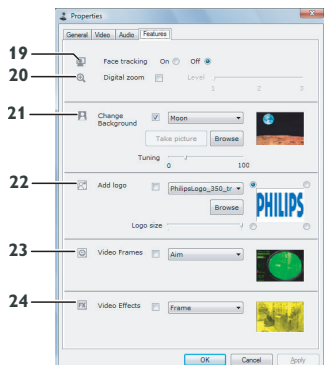 Properties
General Video Audio Features
19 Face tracking On Off
20 Digital zoom Level
1 2 3
21 Change Background Moon
Take picture Browse
Tuning
0 100
22 Add logo PhilipsLogo_350_tr
Browse
PHILIPS
Logo size
23 Video Frames Aim
24 FX Video Effects Frame
OK Cancel Apply